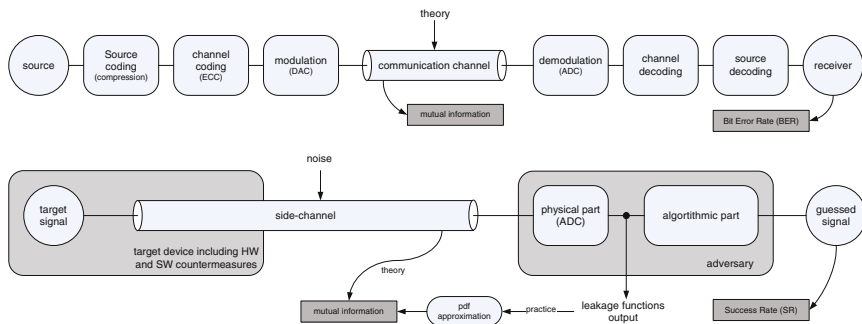 theory
source
Source
coding
(compression)
channel
coding
(ECC)
modulation
(DAC)
communication channel
demodulation
(ADC)
channel
decoding
source
decoding
receiver
mutual information
Bit Error Rate (BER)
noise
target
signal
side-channel
physical part
(ADC)
algortithmic part
guessed
signal
target device including HW
and SW countermeasures
theory
adversary
mutual information
pdf
approximation
practice
leakage functions
output
Success Rate (SR)